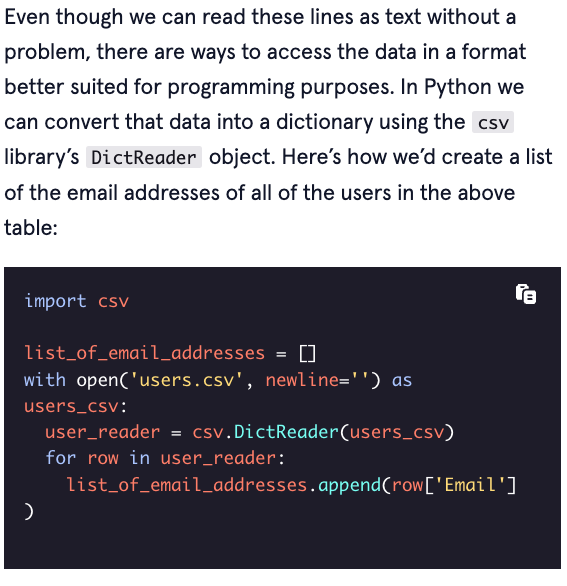 Even though we can read these lines as text without a
problem, there are ways to access the data in a format
better suited for programming purposes. In Python we
can convert that data into a dictionary using the csv
library’s DictReader object. Here’s how we’d create a list
of the email addresses of all of the users in the above
table:
import csv
list_of_email_addresses = []
with open('users.csv', newline='') as
users_csv:
  user_reader = csv.DictReader(users_csv)
  for row in user_reader:
    list_of_email_addresses.append(row['Email']
)